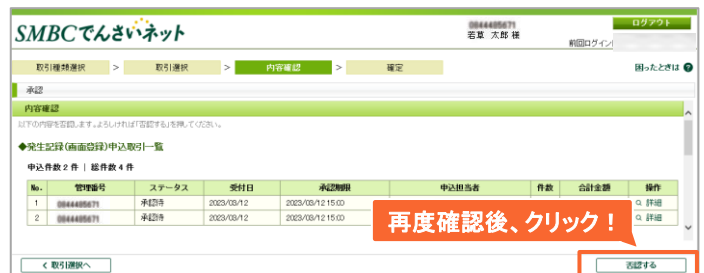 SMBCでんさいネット
0844485671
若草 太郎 様
前回ログイン
ログアウト
取引種類選択 > 取引選択 > 内容確認 > 確定
困ったときは ?
承認
内容確認
以下の内容を否認します。よろしければ「否認する」を押してください。
◆発生記録(画面登録)申込取引一覧
申込件数 2 件 | 総件数 4 件
No. 管理番号 ステータス 受付日 承認期限 申込担当者 件数 合計金額 操作
1 0844485671 承認待 2023/03/12 2023/03/12 15:00 詳細
2 0844485671 承認待 2023/03/12 2023/03/12 15:00 詳細
再度確認後、クリック！
< 取引選択へ
否認する